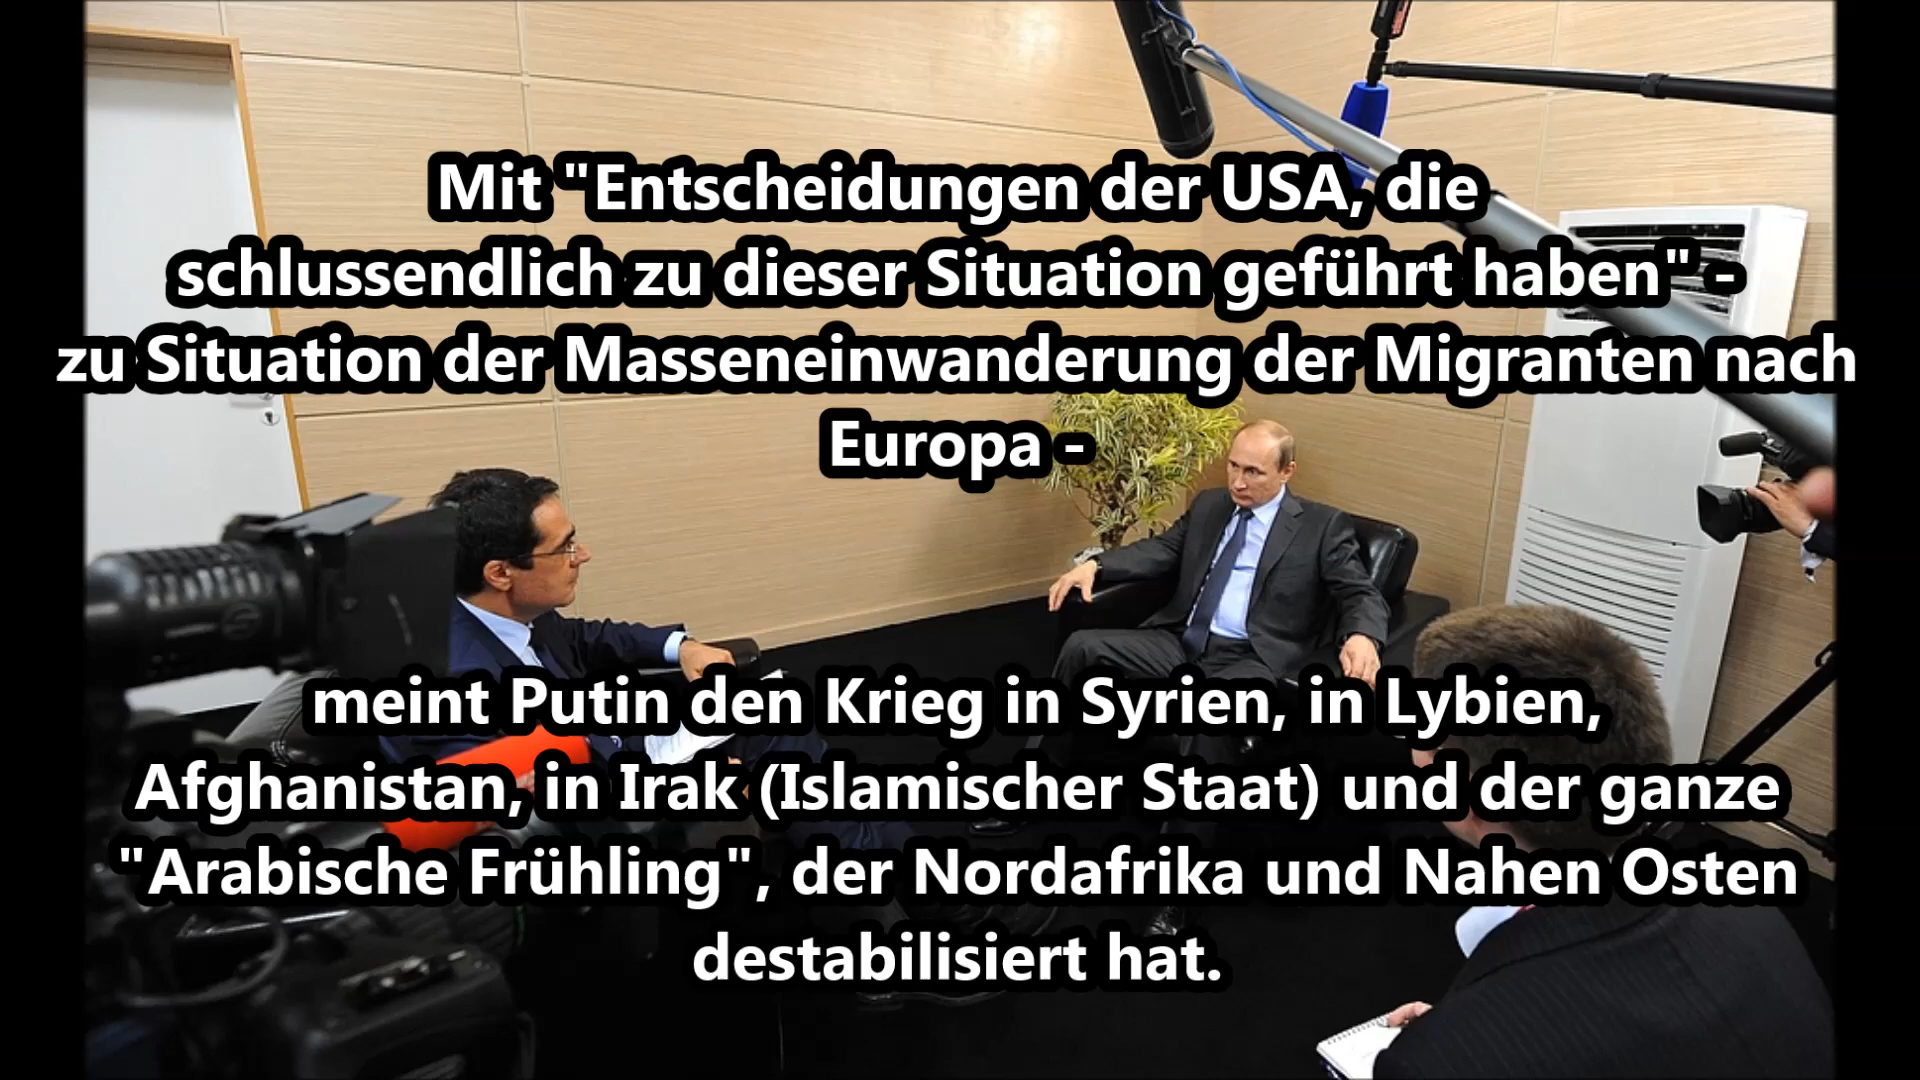 Mit "Entscheidungen der USA, die
schlussendlich zu dieser Situation geführt haben" -
zu Situation der Masseneinwanderung der Migranten nach
Europa -
meint Putin den Krieg in Syrien, in Lybien,
Afghanistan, in Irak (Islamischer Staat) und der ganze
"Arabische Frühling", der Nordafrika und Nahen Osten
destabilisiert hat.